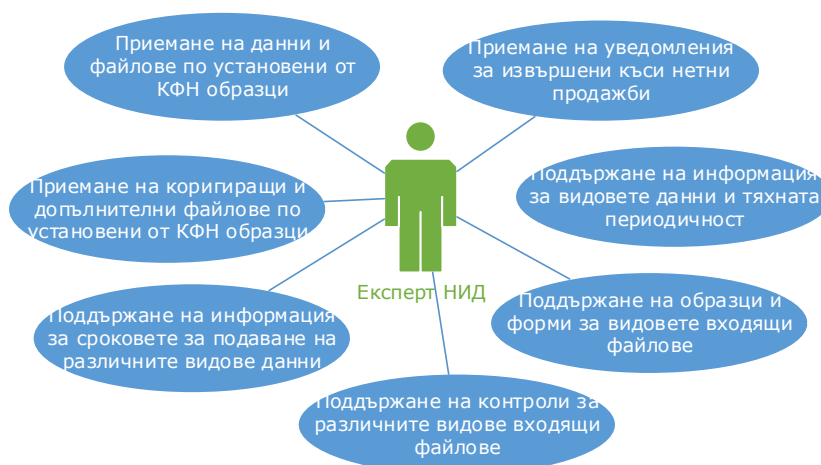 Приемане на данни и
файлове по установени от
КФН образци
Приемане на уведомления
за извършени къси нетни
продажби
Приемане на коригиращи и
допълнителни файлове по
установени от КФН образци
Поддържане на информация
за видовете данни и тяхната
периодичност
Експерт НИД
Поддържане на информация
за сроковете за подаване на
различните видове данни
Поддържане на образци и
форми за видовете входящи
файлове
Поддържане на контроли за
различните видове входящи
файлове